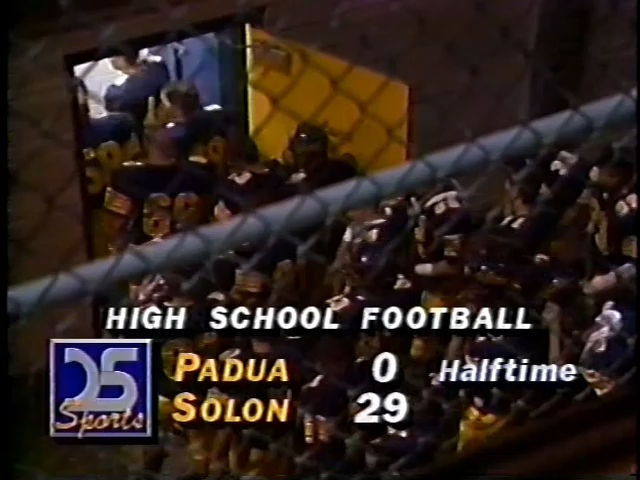 HIGH SCHOOL FOOTBALL
PADUA 0 Halftime
SOLON 29
25
Sports